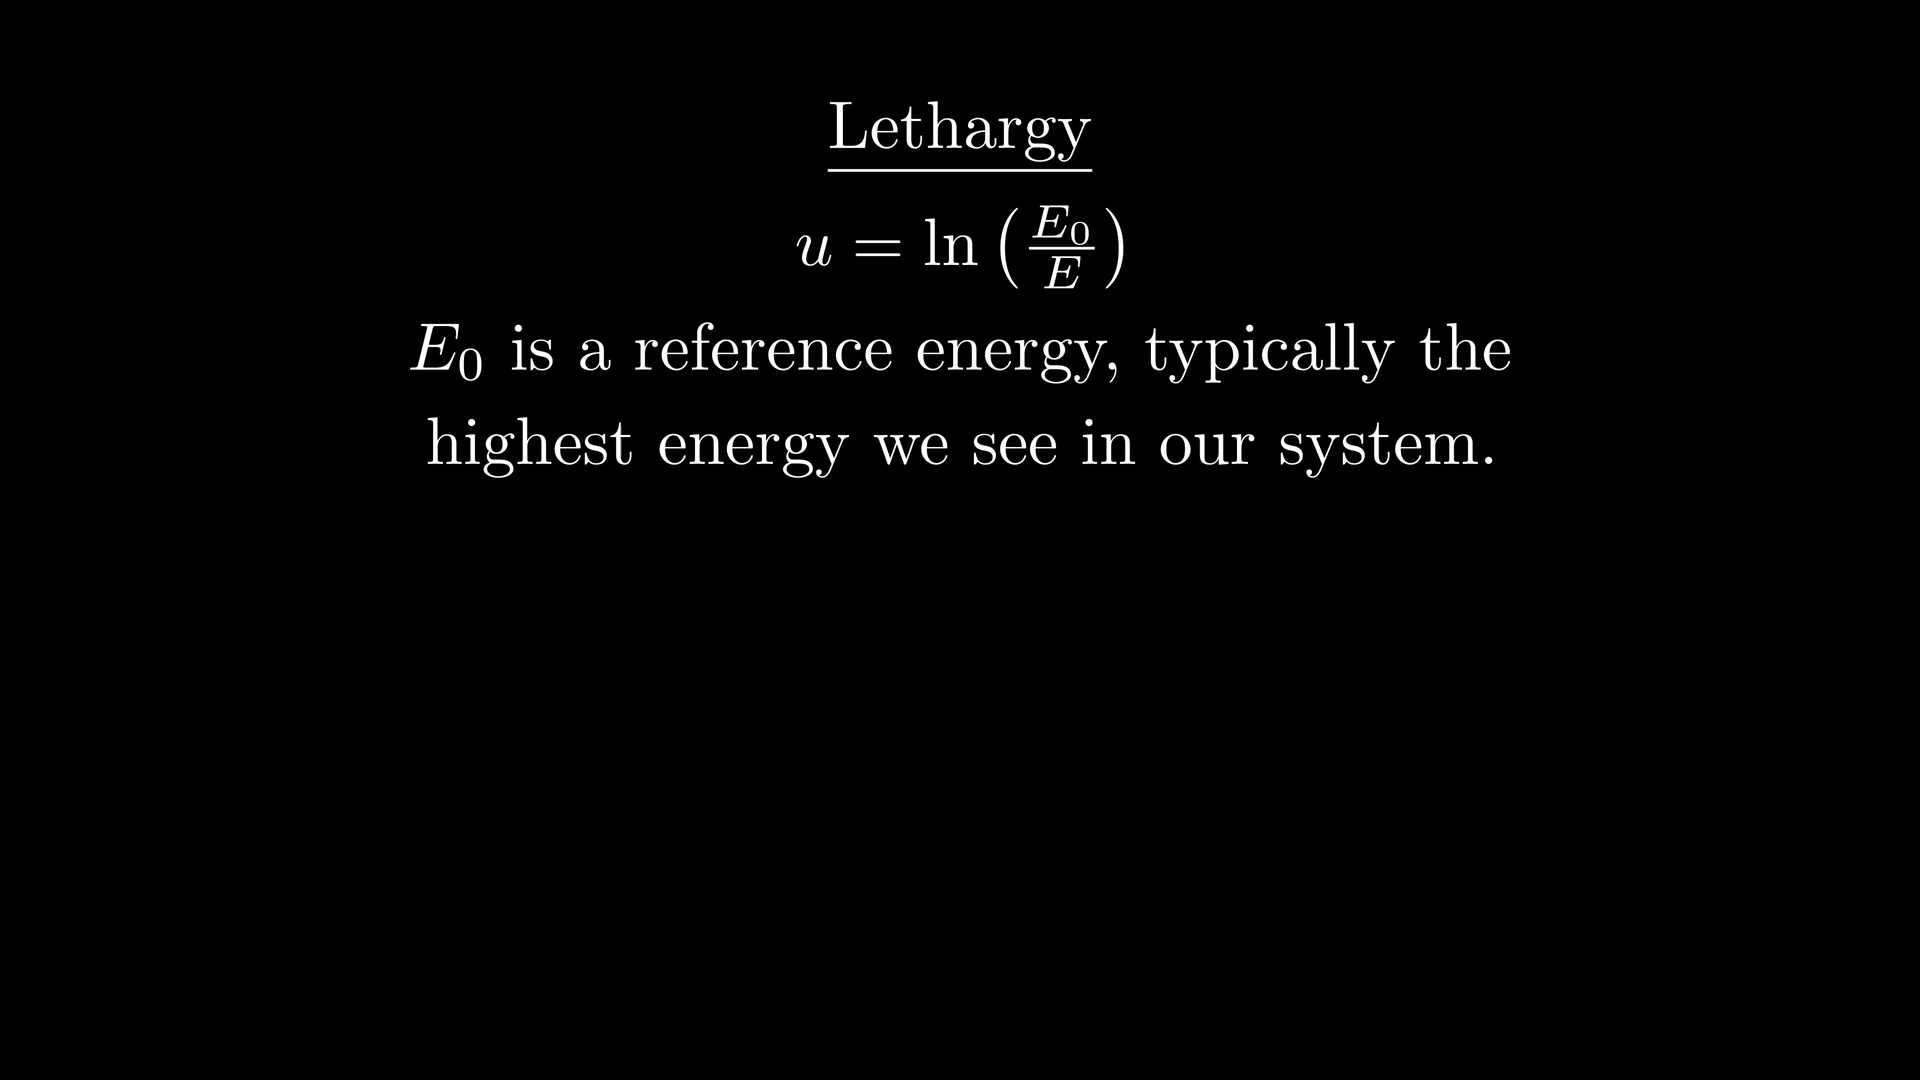 Lethargy
u = ln (E₀/E)
E₀ is a reference energy, typically the
highest energy we see in our system.